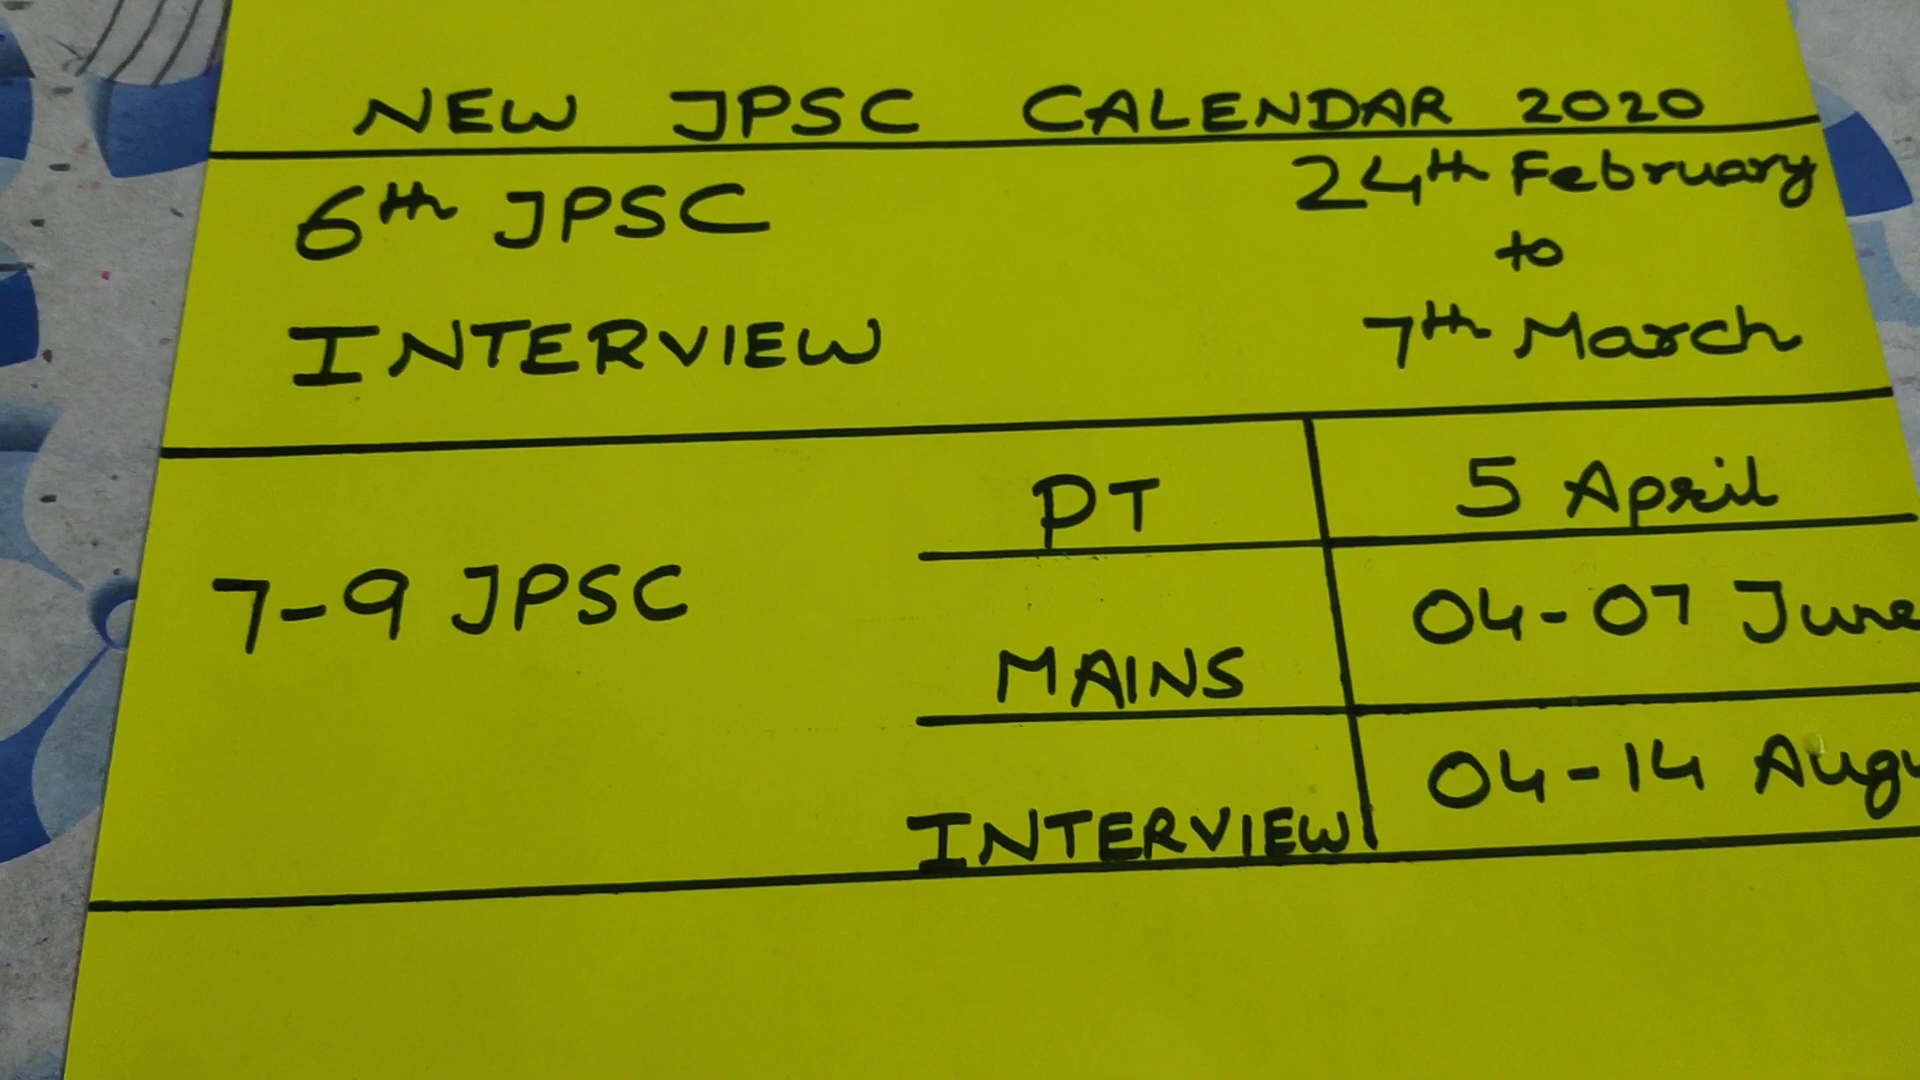 NEW JPSC CALENDAR 2020
6th JPSC
INTERVIEW
24th February
to
7th March
7-9 JPSC
PT
5 April
MAINS
04-07 June
INTERVIEW
04-14 Augu